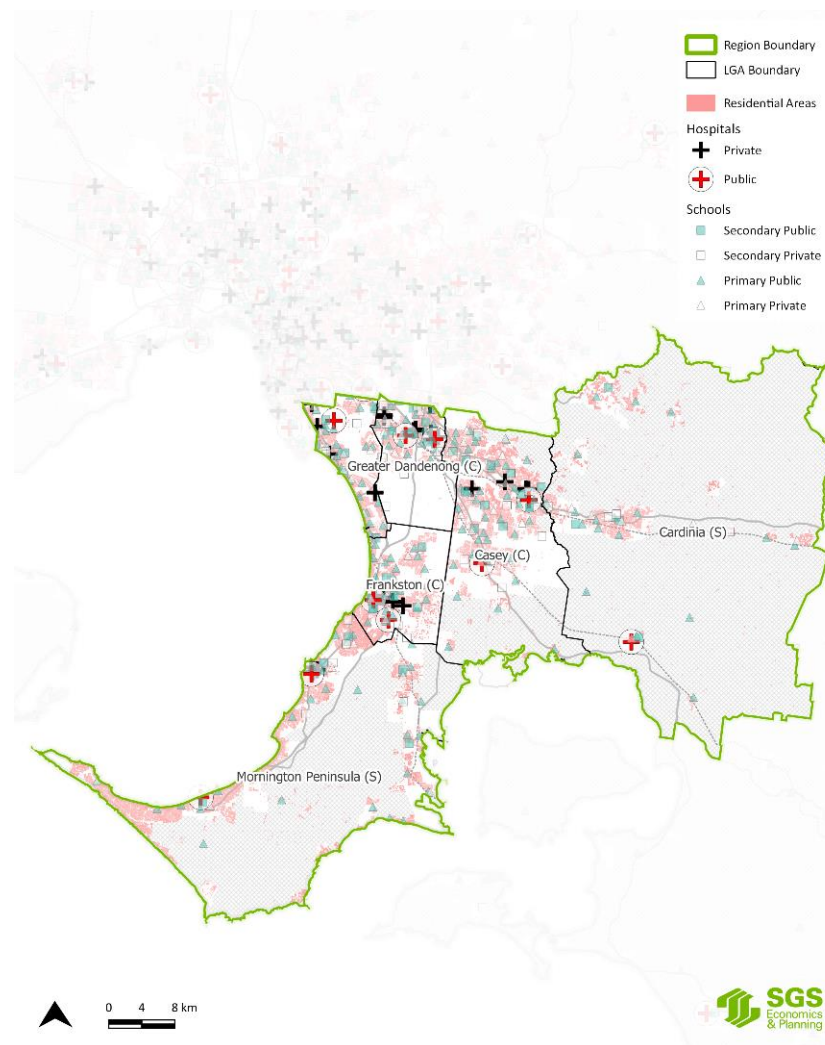 Region Boundary
LGA Boundary
Residential Areas
Hospitals
Private
Public
Schools
Secondary Public
Secondary Private
Primary Public
Primary Private
Greater Dandenong (C)
Cardinia (S)
Casey (C)
Frankston (C)
Mornington Peninsula (S)
0 4 8 km
SGS
Economics
& Planning